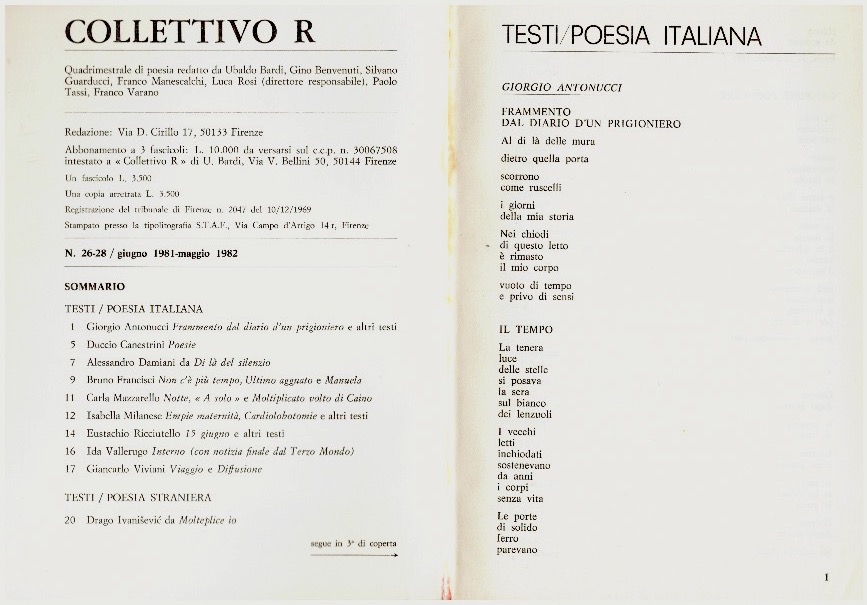 COLLETTIVO R
Quadrimestrale di poesia redatto da Ubaldo Bardi, Gino Benvenuti, Silvano
Guarducci, Franco Manescalchi, Luca Rosi (direttore responsabile), Paolo
Tassi, Franco Varano
Redazione: Via D. Cirillo 17, 50133 Firenze
Abbonamento a 3 fascicoli: L. 10.000 da versarsi sul c.c.p. n. 30067508
intestato a « Collettivo R » di U. Bardi, Via V. Bellini 50, 50144 Firenze
Un fascicolo L. 3.500
Una copia arretrata L. 3.500
Registrazione del tribunale di Firenze n. 2047 del 10/12/1969
Stampato presso la tipolitografia S.T.A.F., Via Campo d'Arrigo 14 r, Firenze
N. 26-28 / giugno 1981-maggio 1982
SOMMARIO
TESTI / POESIA ITALIANA
1 Giorgio Antonucci Frammento dal diario d'un prigioniero e altri testi
5 Duccio Canestrini Poesie
7 Alessandro Damiani da Di là del silenzio
9 Bruno Francisci Non c'è più tempo, Ultimo agguato e Manuela
11 Carla Mazzarello Notte, « A solo » e Moltiplicato volto di Caino
12 Isabella Milanese Empie maternità, Cardiolobotomie e altri testi
14 Eustachio Ricciutello 15 giugno e altri testi
16 Ida Vallerugo Interno (con notizia finale dal Terzo Mondo)
17 Giancarlo Viviani Viaggio e Diffusione
TESTI / POESIA STRANIERA
20 Drago Ivanišević da Molteplice io
segue in 3ª di coperta
TESTI/POESIA ITALIANA
GIORGIO ANTONUCCI
FRAMMENTO
DAL DIARIO D'UN PRIGIONIERO
Al di là delle mura
dietro quella porta
scorrono
come ruscelli
i giorni
della mia storia
Nei chiodi
di questo letto
è rimasto
il mio corpo
vuoto di tempo
e privo di sensi
IL TEMPO
La tenera
luce
delle stelle
si posava
la sera
sul bianco
dei lenzuoli
I vecchi
letti
inchiodati
sostenevano
da anni
i corpi
senza vita
Le porte
di solido
ferro
parevano
1